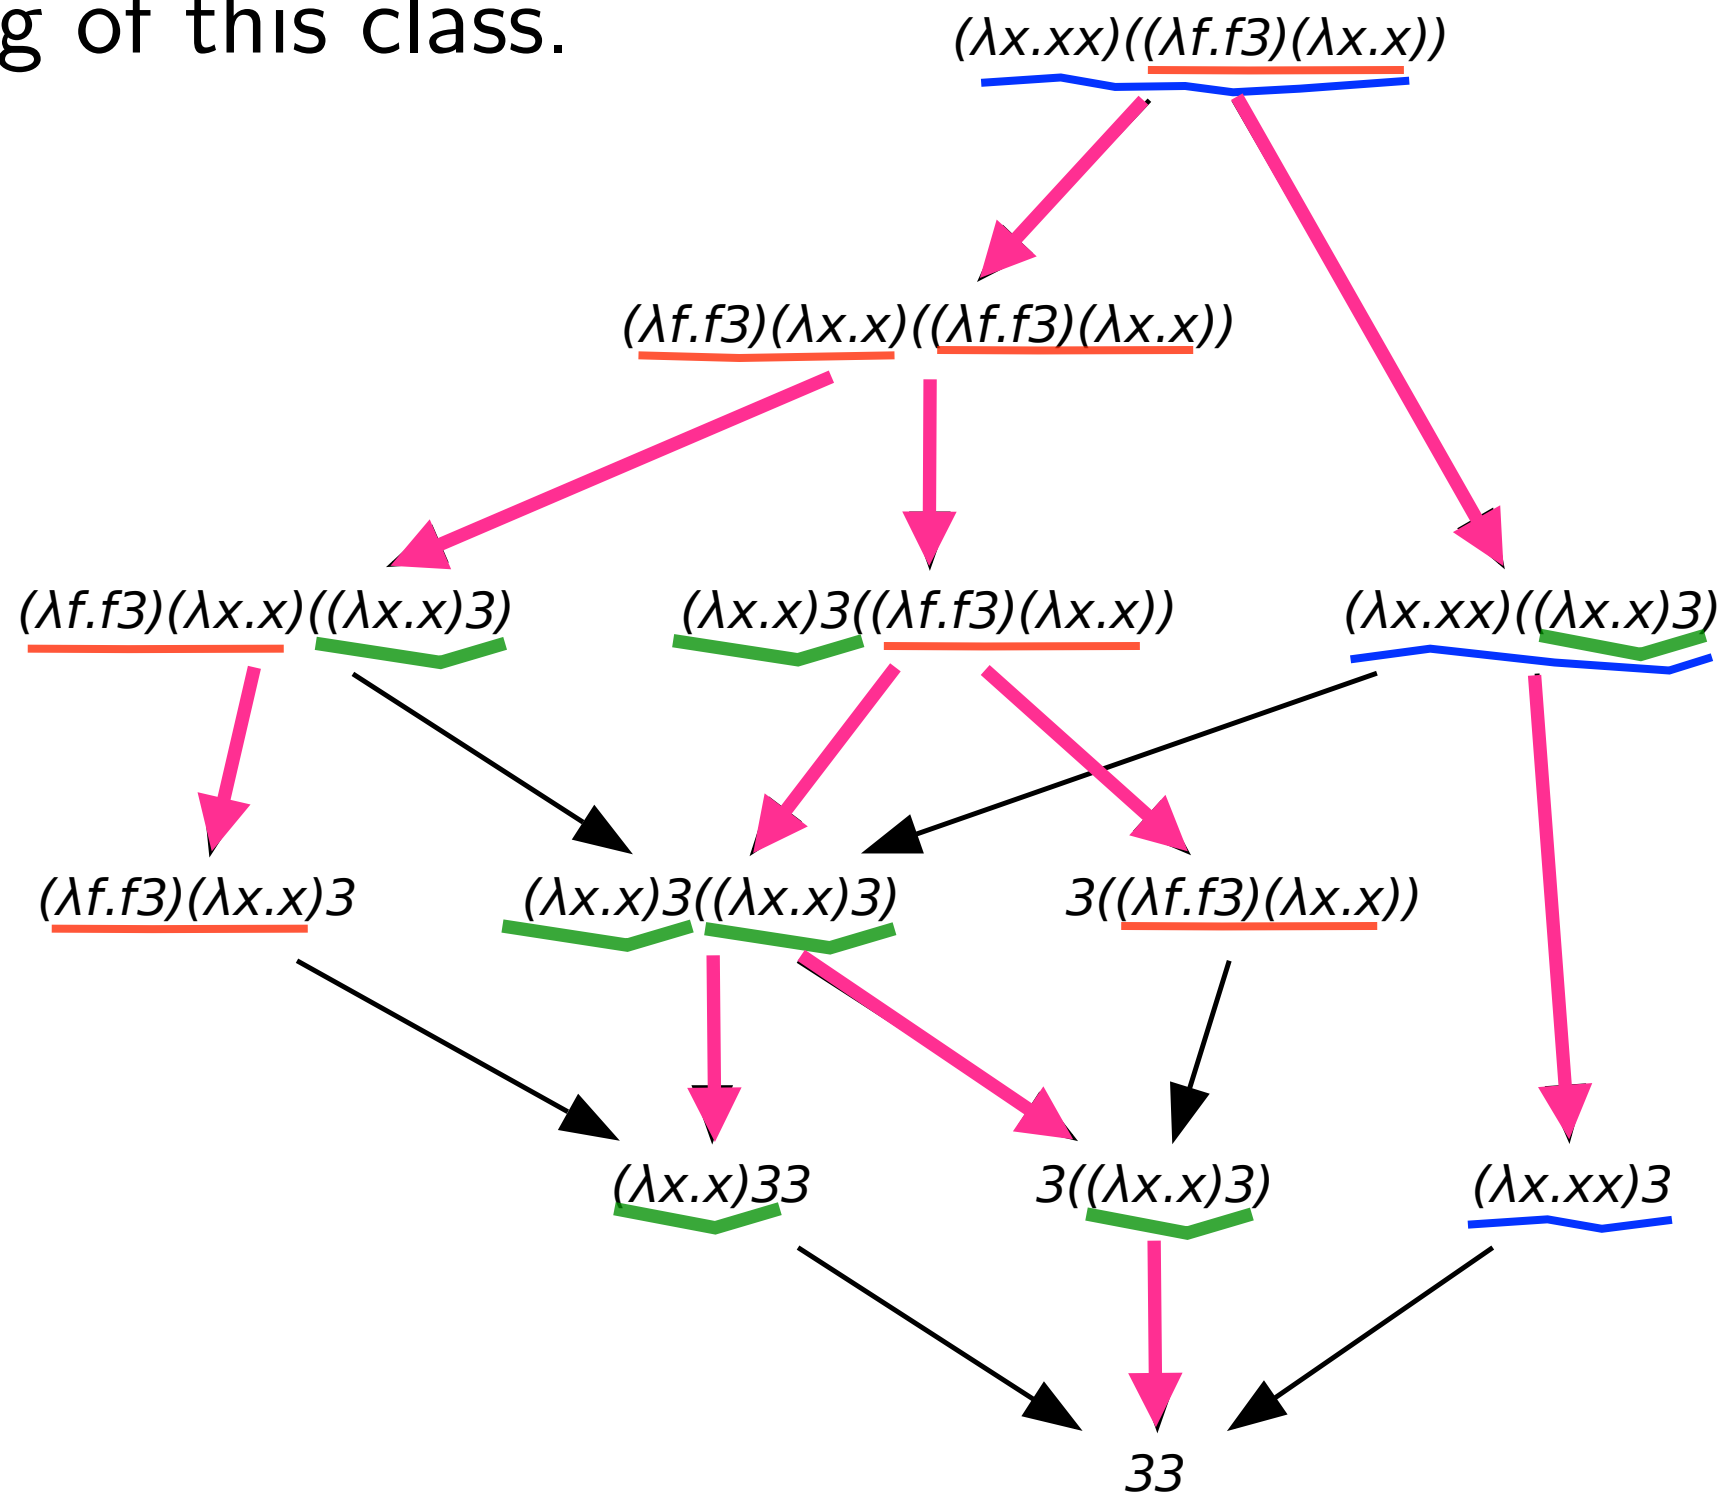 g of this class.
(λx.xx)((λf.f3)(λx.x))
(λf.f3)(λx.x)((λf.f3)(λx.x))
(λf.f3)(λx.x)((λx.x)3)
(λx.x)3((λf.f3)(λx.x))
(λx.xx)((λx.x)3)
(λf.f3)(λx.x)3
(λx.x)3((λx.x)3)
3((λf.f3)(λx.x))
(λx.x)33
3((λx.x)3)
(λx.xx)3
33